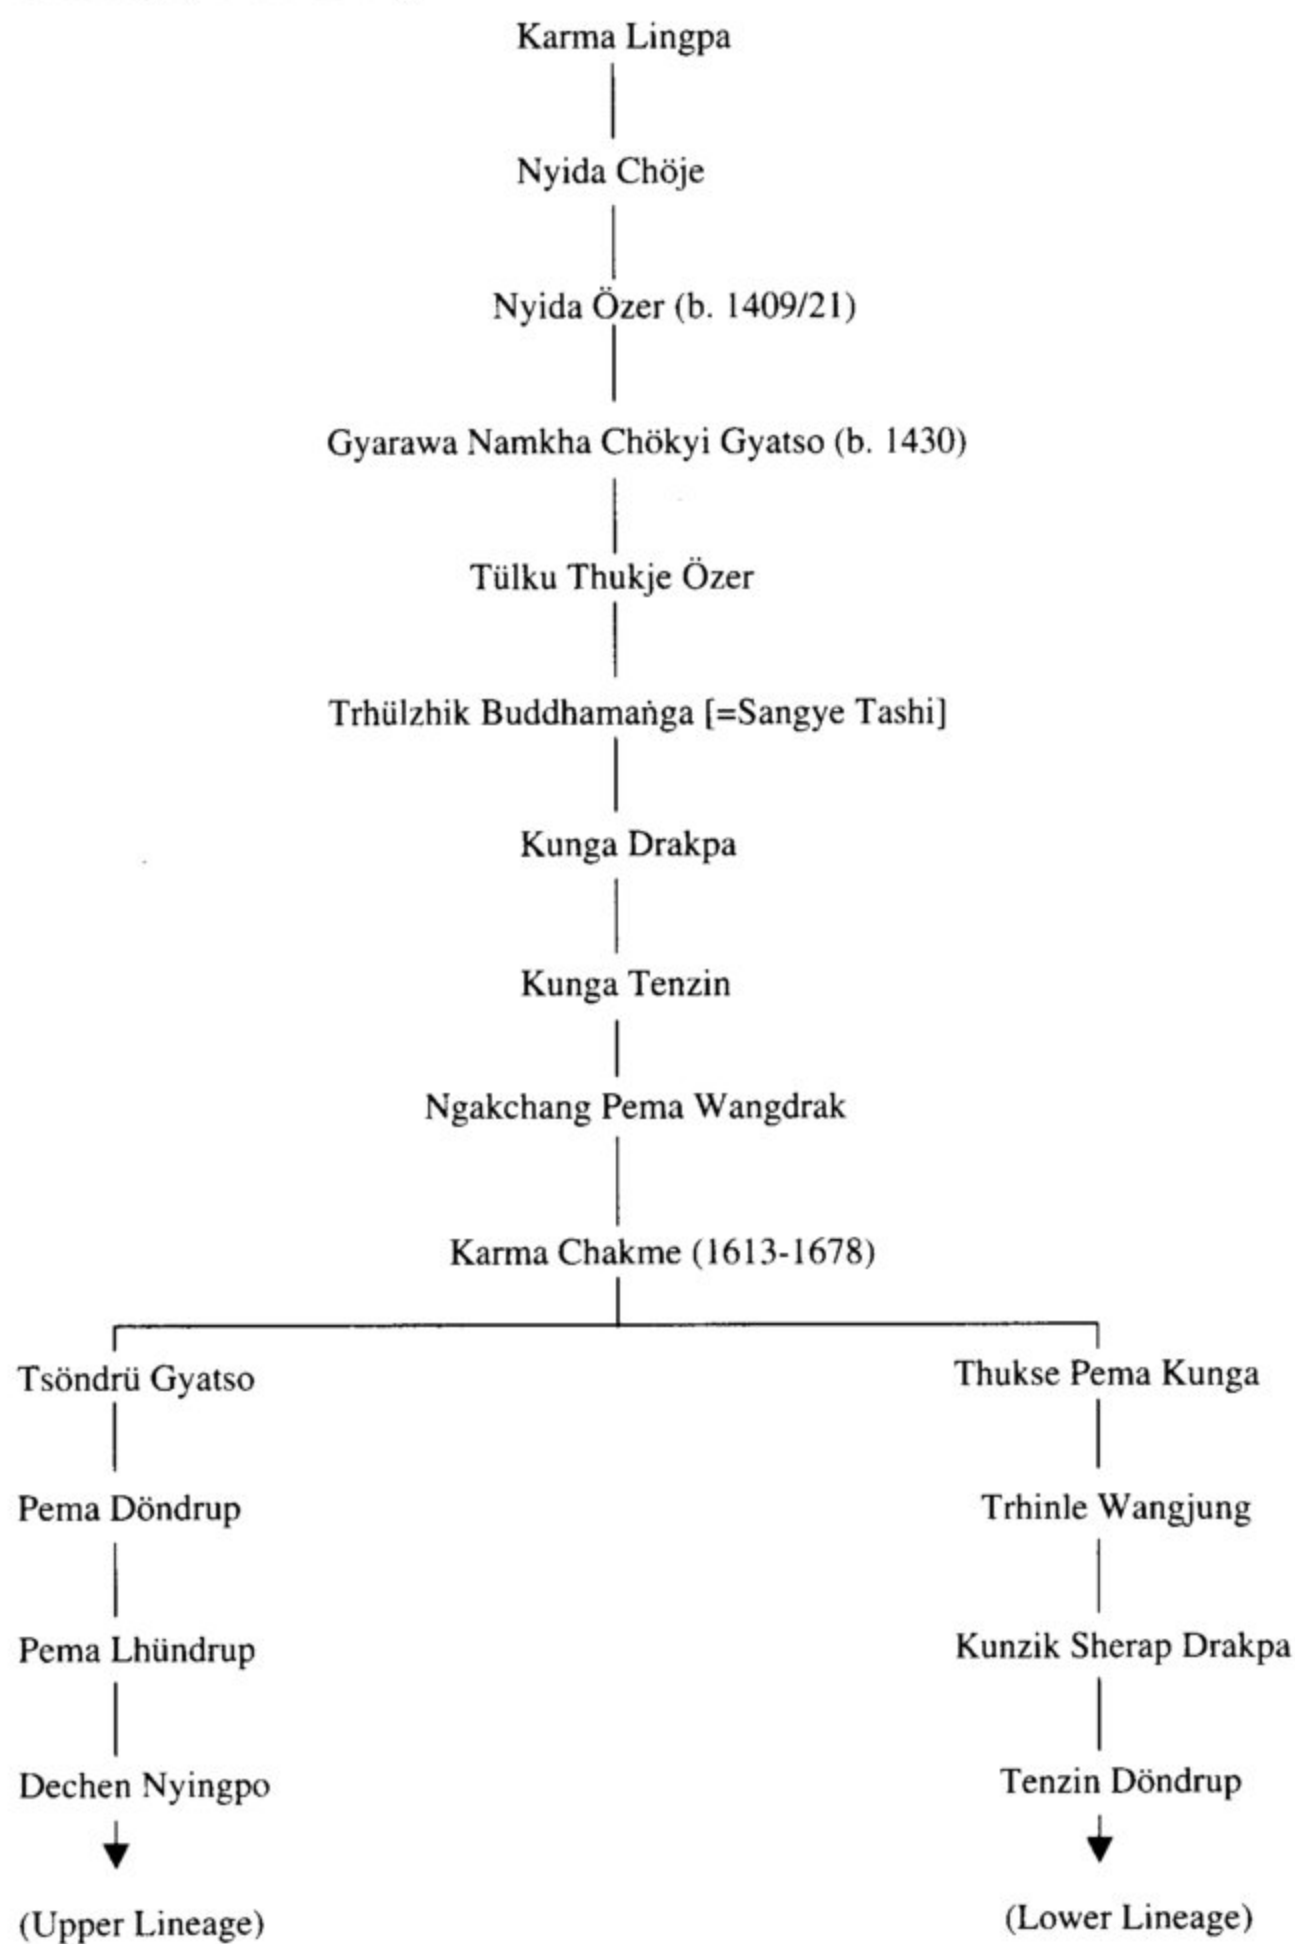 Karma Lingpa
Nyida Chöje
Nyida Özer (b. 1409/21)
Gyarawa Namkha Chökyi Gyatso (b. 1430)
Tülku Thukje Özer
Trhülzhik Buddhamaṅga [=Sangye Tashi]
Kunga Drakpa
Kunga Tenzin
Ngakchang Pema Wangdrak
Karma Chakme (1613-1678)
Tsöndrü Gyatso
Pema Döndrup
Pema Lhündrup
Dechen Nyingpo
(Upper Lineage)
Thukse Pema Kunga
Trhinle Wangjung
Kunzik Sherap Drakpa
Tenzin Döndrup
(Lower Lineage)